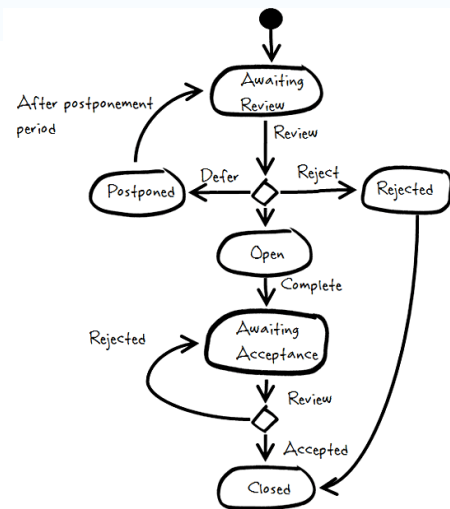 Awaiting
Review
After postponement
period
Review
Defer
Reject
Postponed
Rejected
Open
Complete
Awaiting
Acceptance
Rejected
Review
Accepted
Closed